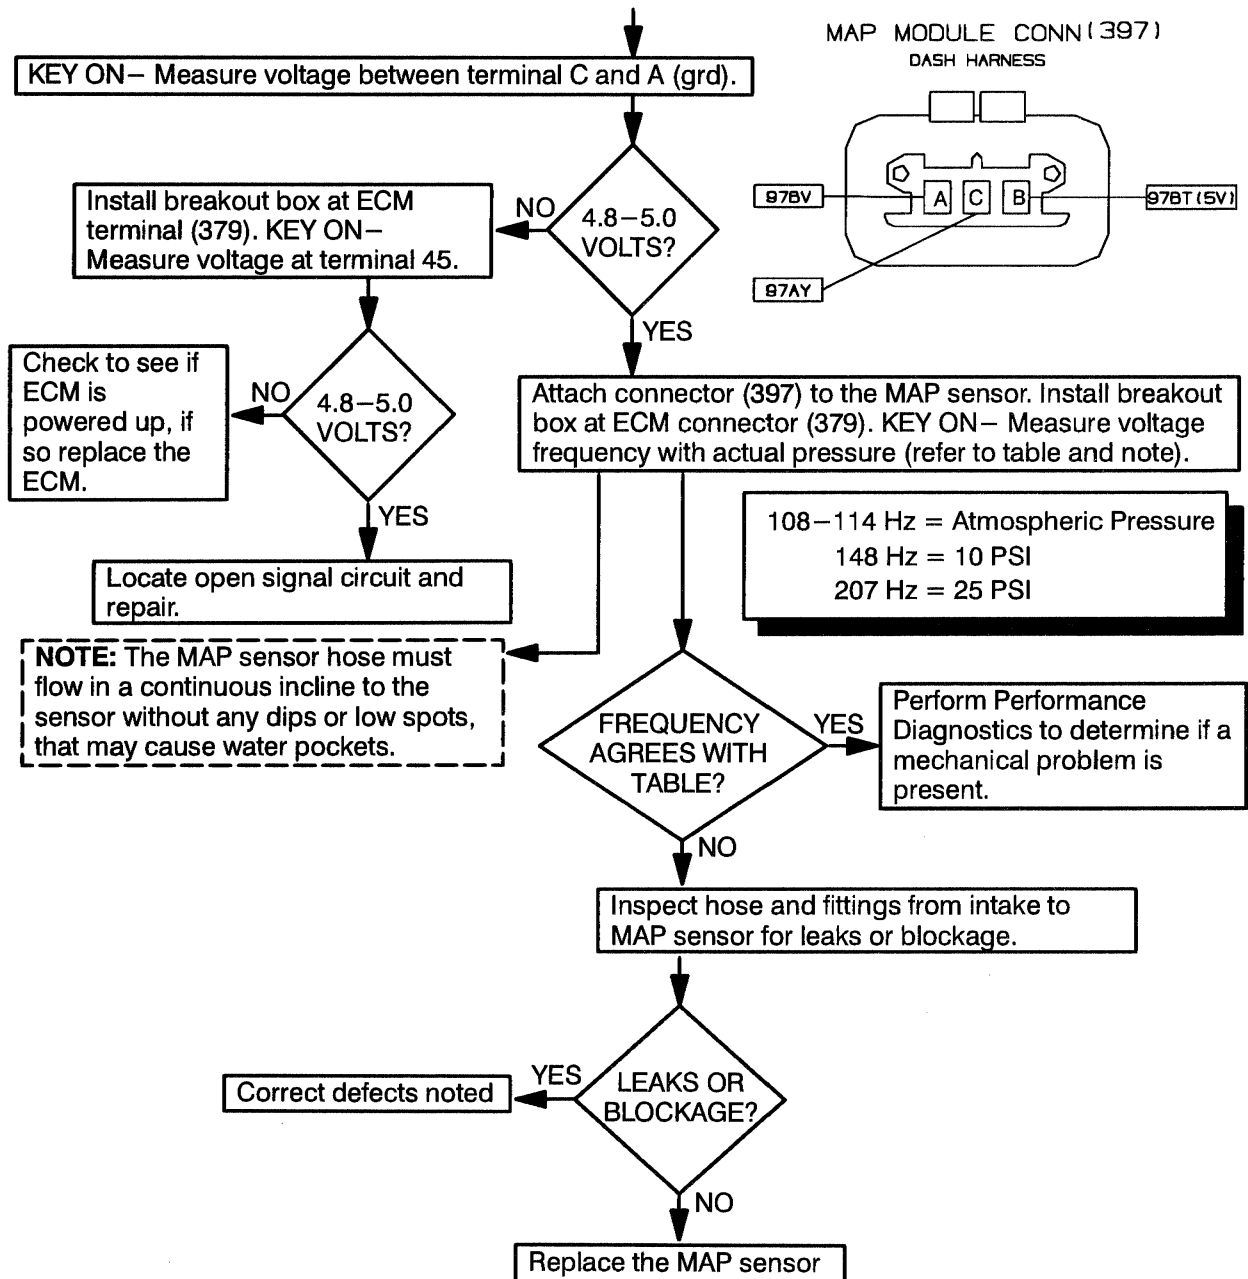 MAP MODULE CONN(397)
DASH HARNESS
KEY ON– Measure voltage between terminal C and A (grd).
97BV
A
C
B
97BT(5V)
97AY
4.8–5.0
VOLTS?
NO
Install breakout box at ECM
terminal (379). KEY ON–
Measure voltage at terminal 45.
YES
4.8–5.0
VOLTS?
NO
Check to see if
ECM is
powered up, if
so replace the
ECM.
YES
Locate open signal circuit and
repair.
Attach connector (397) to the MAP sensor. Install breakout
box at ECM connector (379). KEY ON– Measure voltage
frequency with actual pressure (refer to table and note).
108–114 Hz = Atmospheric Pressure
148 Hz = 10 PSI
207 Hz = 25 PSI
NOTE: The MAP sensor hose must
flow in a continuous incline to the
sensor without any dips or low spots,
that may cause water pockets.
FREQUENCY
AGREES WITH
TABLE?
YES
Perform Performance
Diagnostics to determine if a
mechanical problem is
present.
NO
Inspect hose and fittings from intake to
MAP sensor for leaks or blockage.
LEAKS OR
BLOCKAGE?
YES
Correct defects noted
NO
Replace the MAP sensor